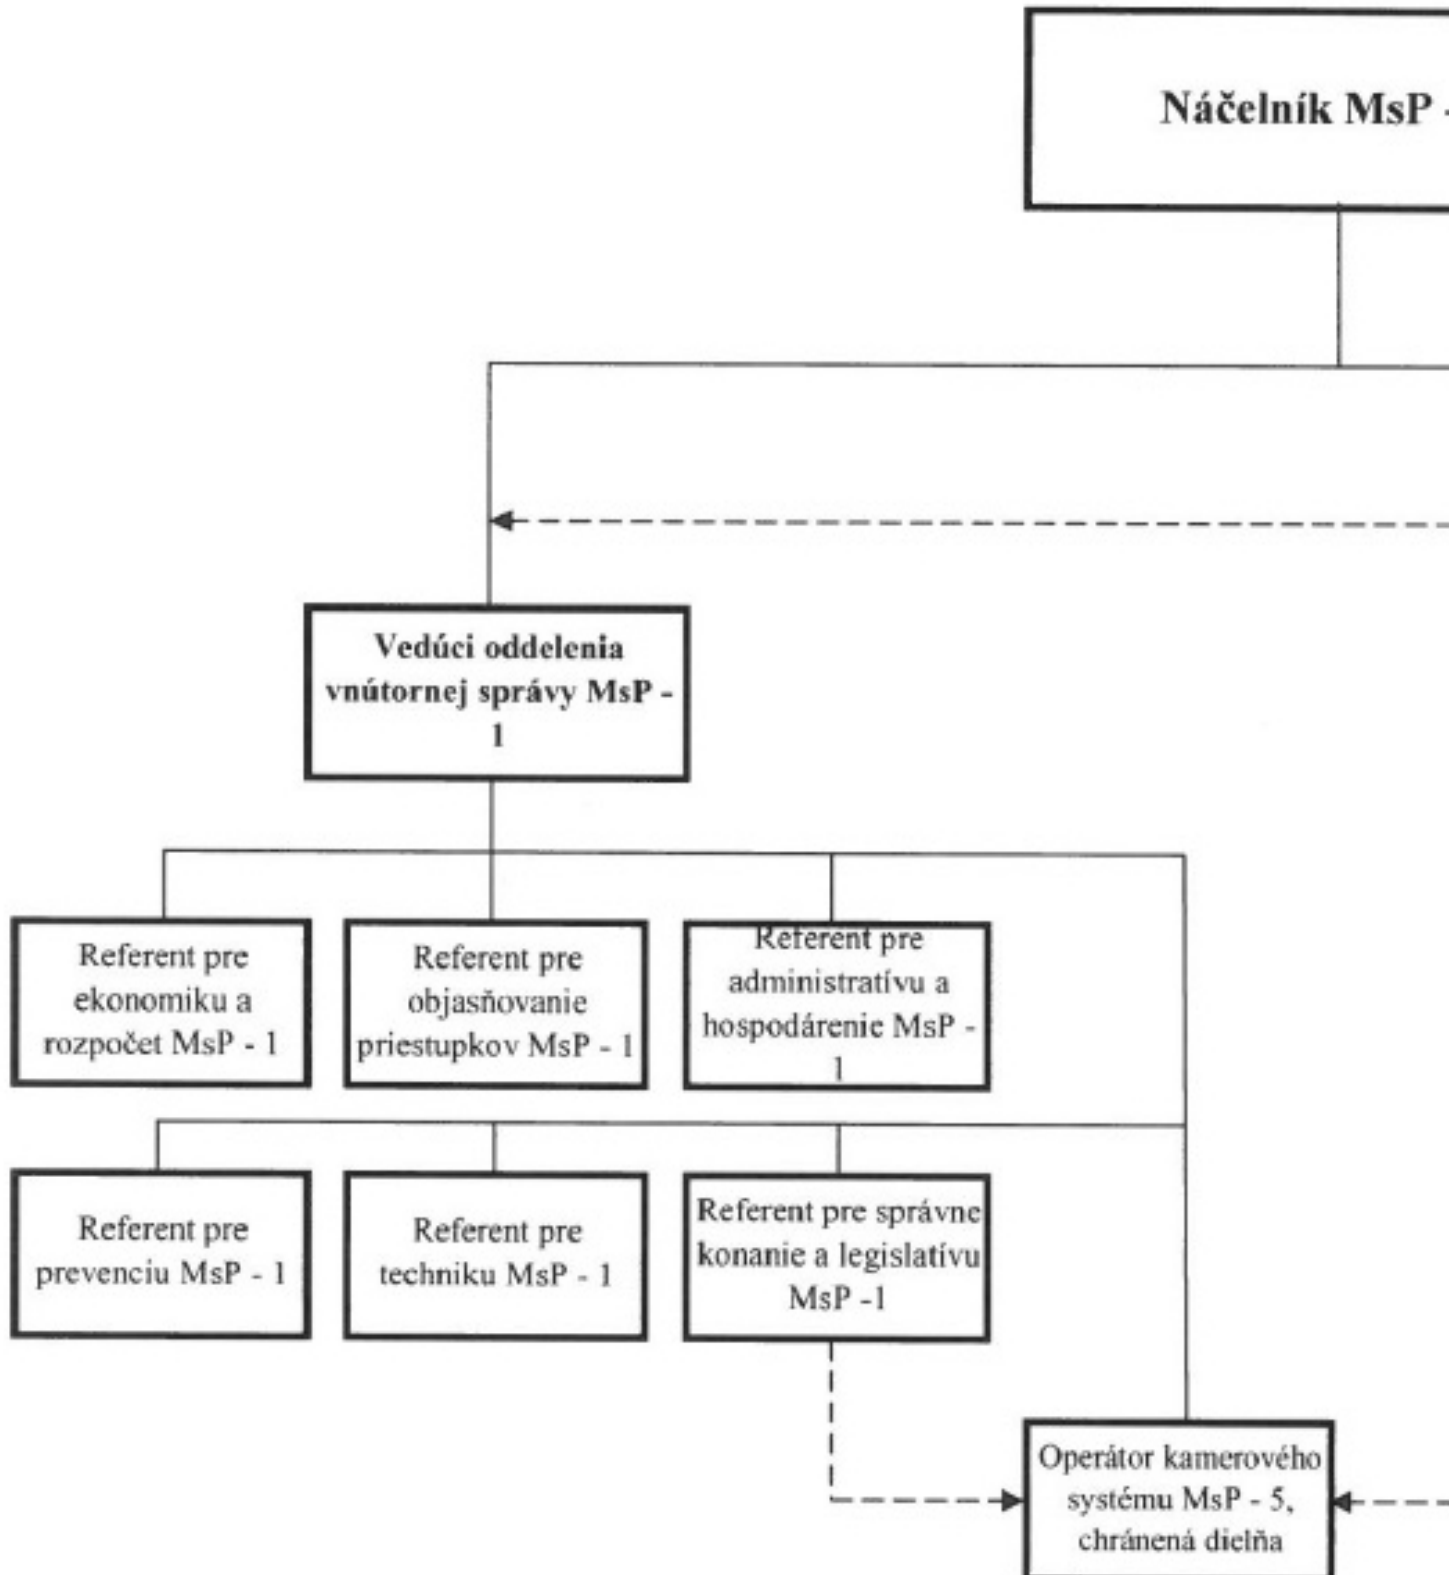 Náčelník MsP -
Vedúci oddelenia
vnútornej správy MsP -
1
Referent pre
ekonomiku a
rozpočet MsP - 1
Referent pre
objasňovanie
priestupkov MsP - 1
Referent pre
administratívu a
hospodárenie MsP -
1
Referent pre
prevenciu MsP - 1
Referent pre
techniku MsP - 1
Referent pre správne
konanie a legislatívu
MsP -1
Operátor kamerového
systému MsP - 5,
chránená dielňa